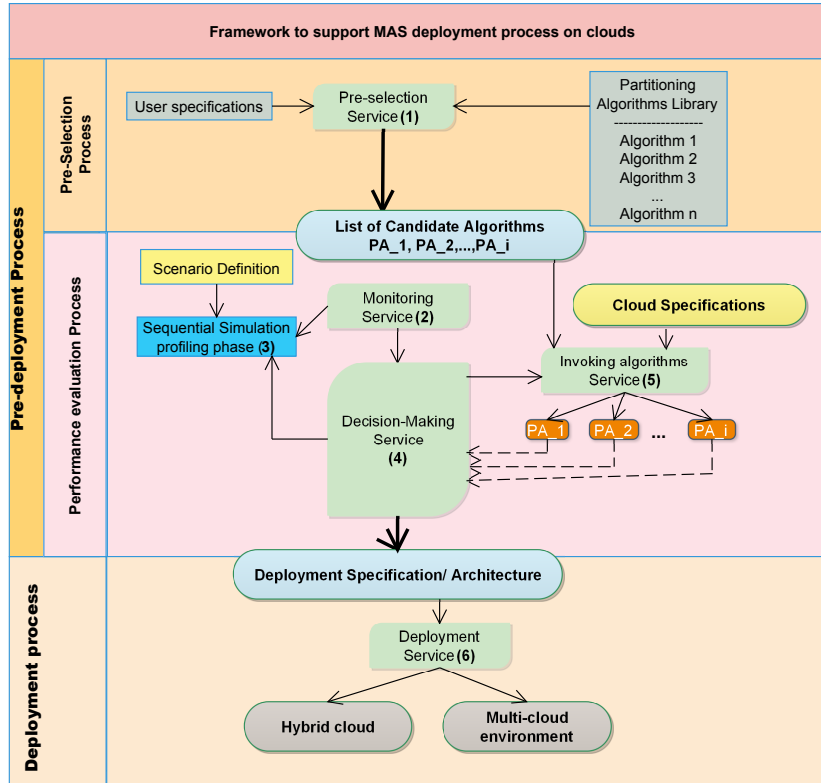 Framework to support MAS deployment process on clouds
Pre-deployment Process
Pre-Selection
Process
User specifications
Pre-selection
Service (1)
Partitioning
Algorithms Library
-------------------
Algorithm 1
Algorithm 2
Algorithm 3
...
Algorithm n
List of Candidate Algorithms
PA_1, PA_2,...,PA_i
Performance evaluation Process
Scenario Definition
Sequential Simulation
profiling phase (3)
Monitoring
Service (2)
Cloud Specifications
Invoking algorithms
Service (5)
Decision-Making
Service
(4)
PA_1
PA_2
...
PA_i
Deployment process
Deployment Specification/ Architecture
Deployment
Service (6)
Hybrid cloud
Multi-cloud
environment